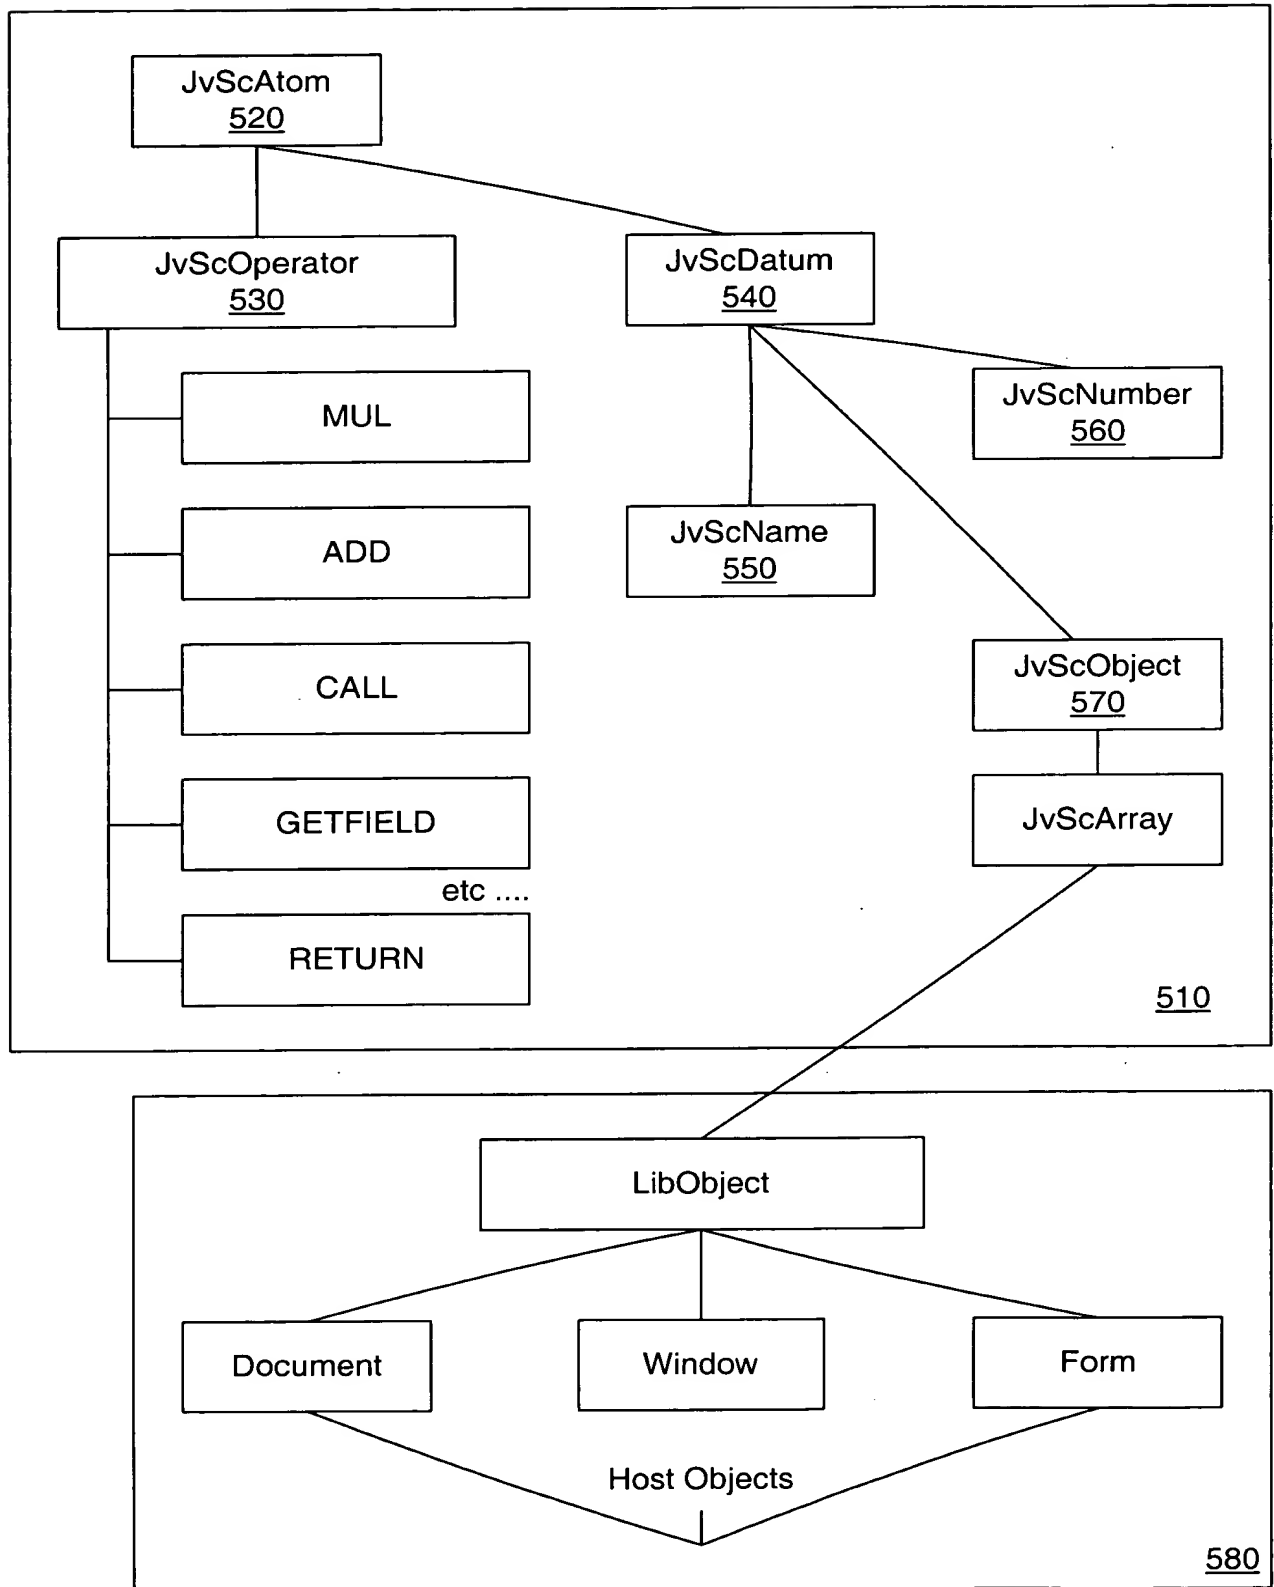 JvScAtom
520
JvScOperator
530
JvScDatum
540
MUL
JvScNumber
560
ADD
JvScName
550
CALL
JvScObject
570
GETFIELD
JvScArray
etc ....
RETURN
510
LibObject
Document
Window
Form
Host Objects
580